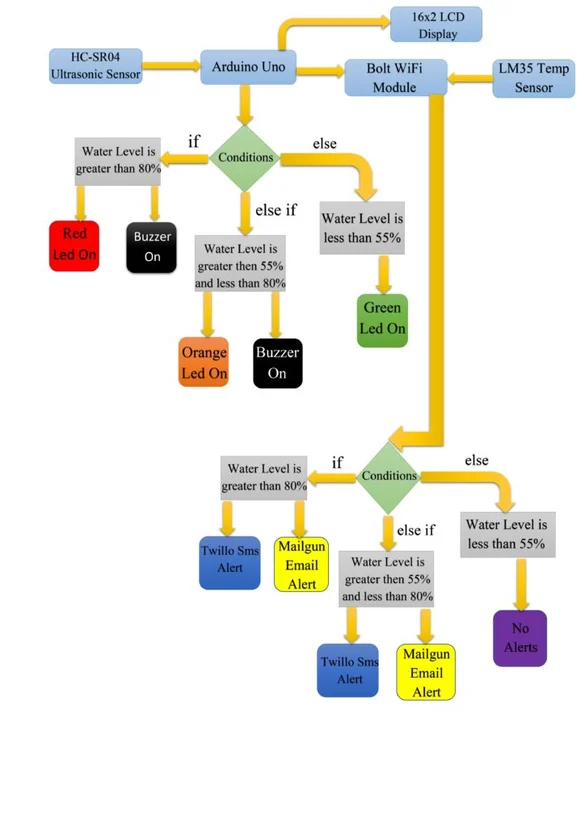 16x2 LCD
Display
HC-SR04
Ultrasonic Sensor
Arduino Uno
Bolt WiFi
Module
LM35 Temp
Sensor
if
Conditions
else
Water Level is
greater than 80%
else if
Water Level is
less than 55%
Red
Led On
Buzzer
On
Water Level is
greater then 55%
and less than 80%
Green
Led On
Orange
Led On
Buzzer
On
if
Conditions
else
Water Level is
greater than 80%
else if
Water Level is
less than 55%
Twillo Sms
Alert
Mailgun
Email
Alert
Water Level is
greater then 55%
and less than 80%
No
Alerts
Twillo Sms
Alert
Mailgun
Email
Alert